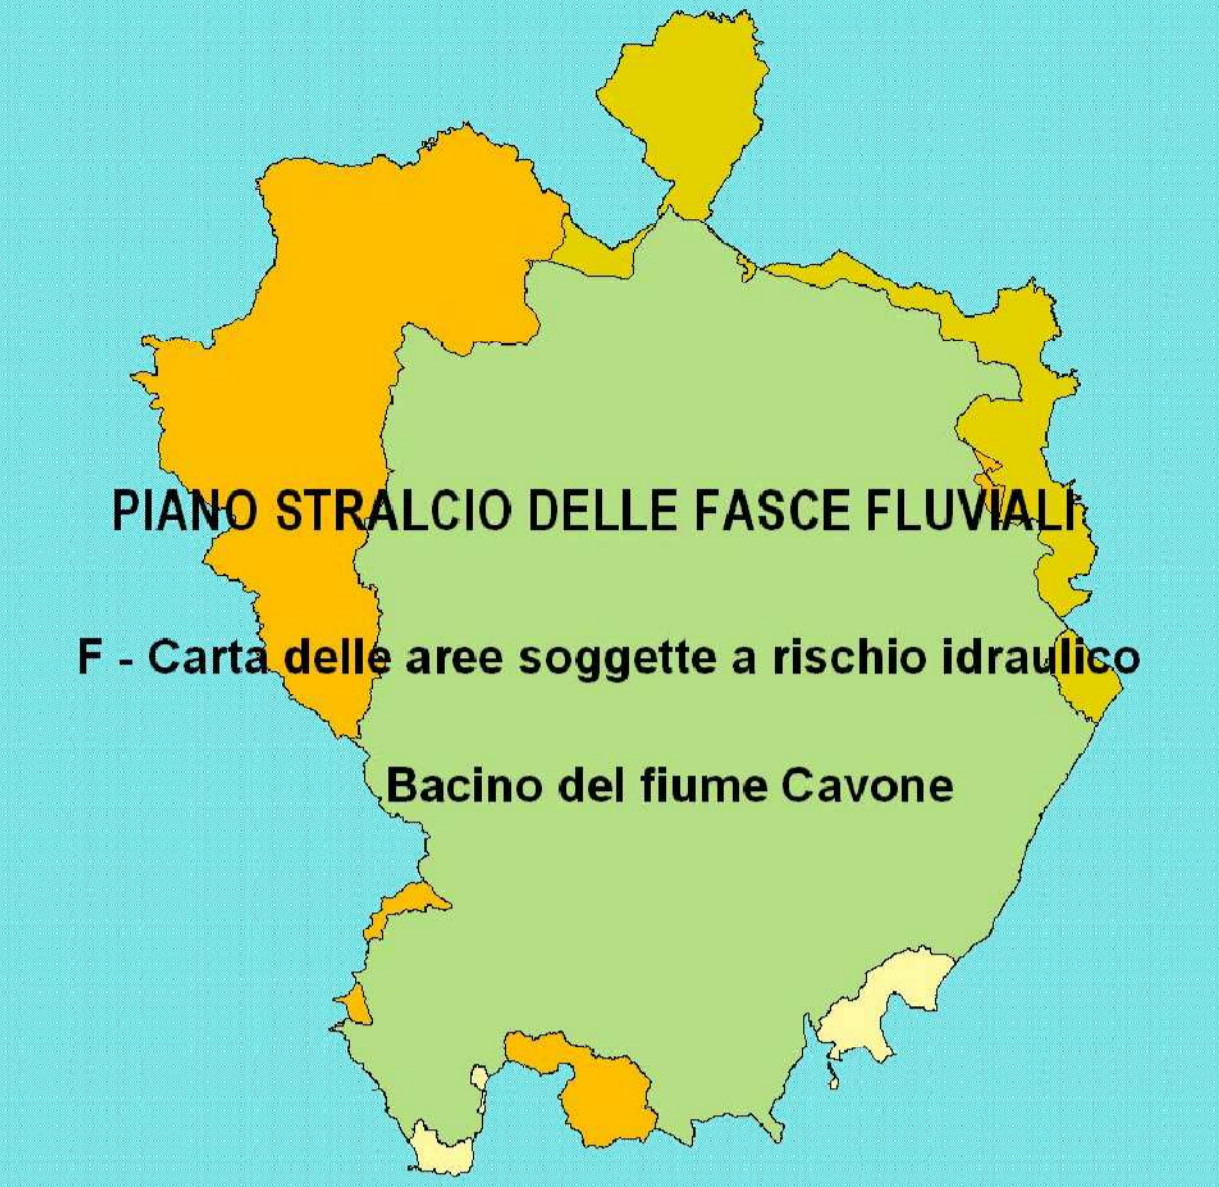 PIANO STRALCIO DELLE FASCE FLUVIALI
F - Carta delle aree soggette a rischio idraulico
Bacino del fiume Cavone